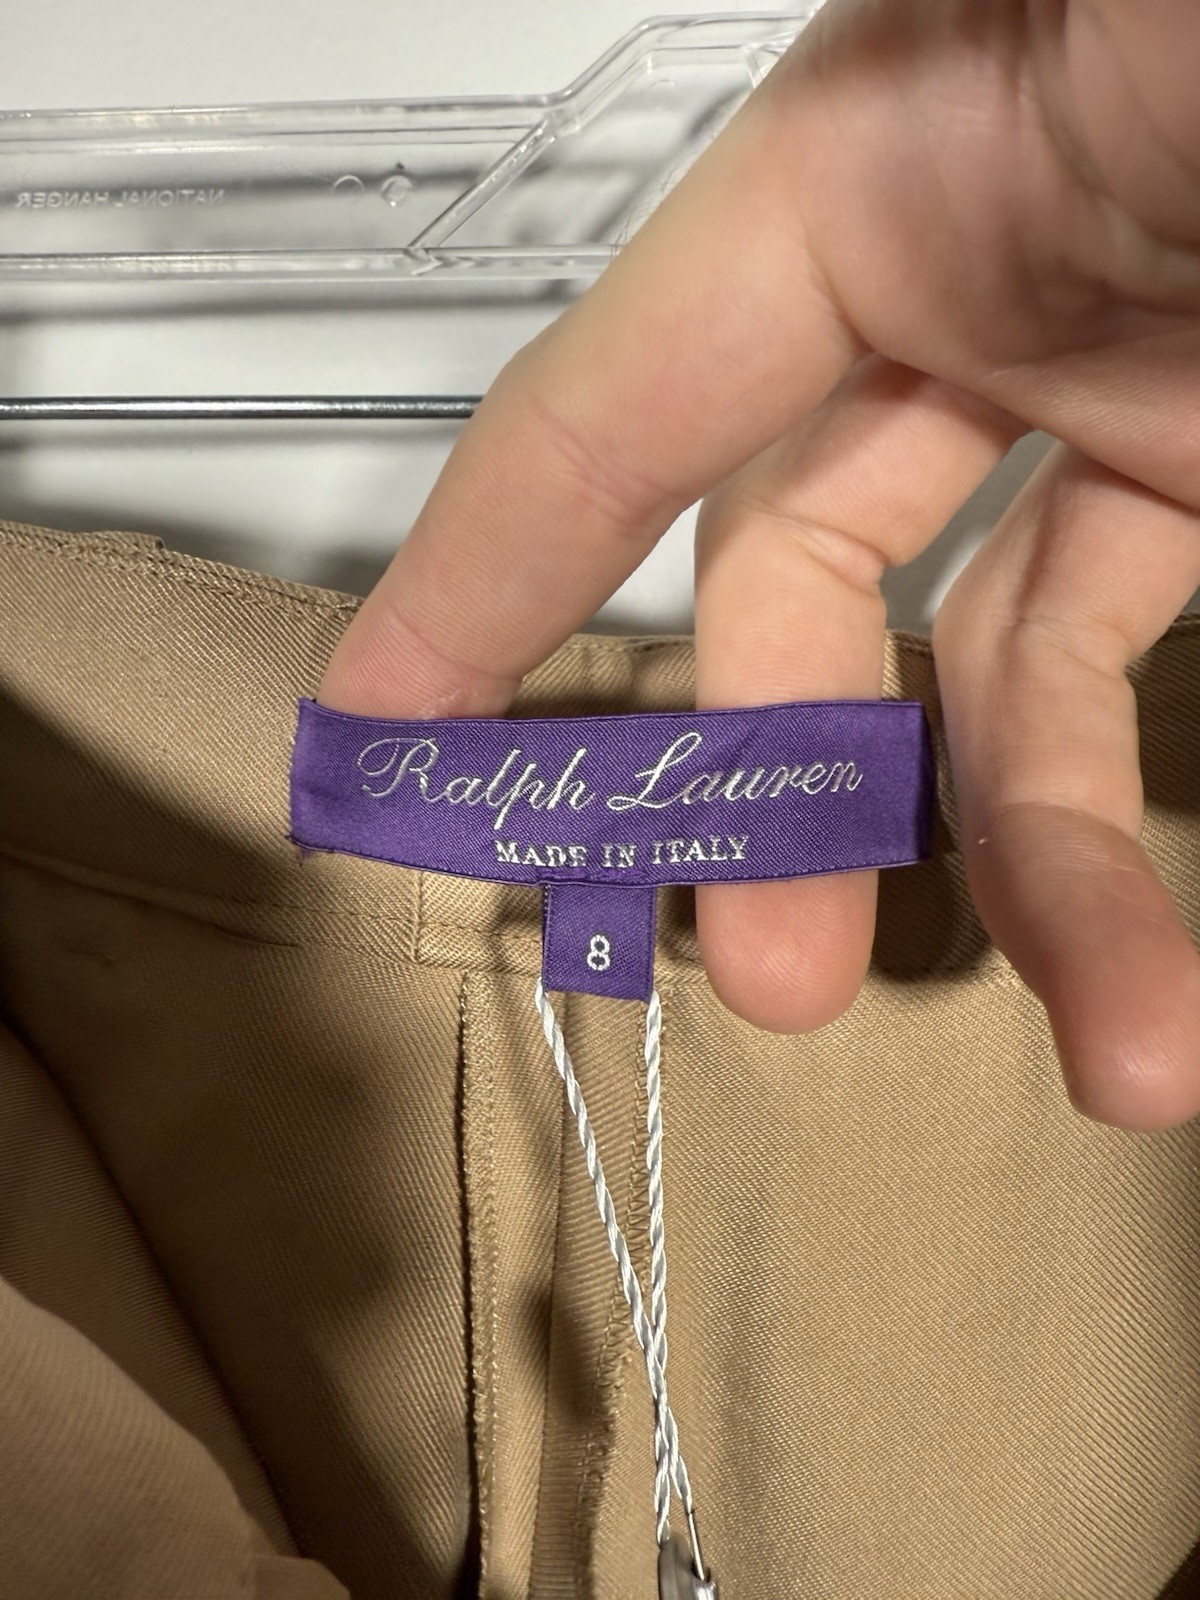 NATIONAL HANGER
Ralph Lauren
MADE IN ITALY
8